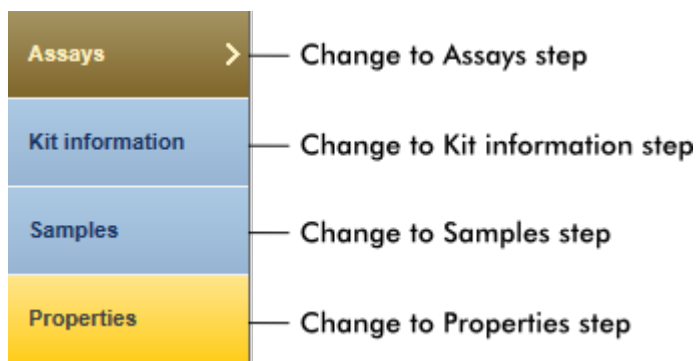 Assays
Change to Assays step
Kit information
Change to Kit information step
Samples
Change to Samples step
Properties
Change to Properties step